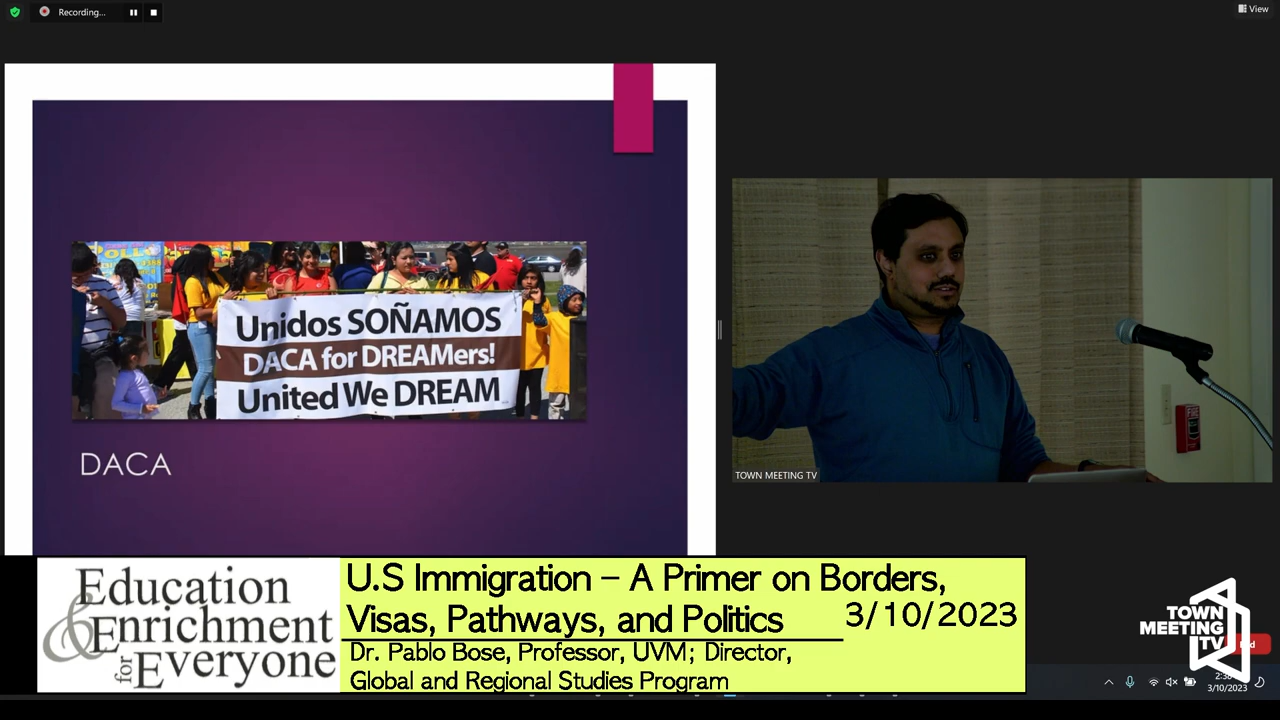 Recording...
View
POLLO
Unidos SOÑAMOS
DACA for DREAMers!
United We DREAM
DACA
TOWN MEETING TV
FIRE
Education
& Enrichment
for Everyone
U.S Immigration – A Primer on Borders,
Visas, Pathways, and Politics
3/10/2023
Dr. Pablo Bose, Professor, UVM; Director,
Global and Regional Studies Program
TOWN
MEETING
TV
3/10/2023